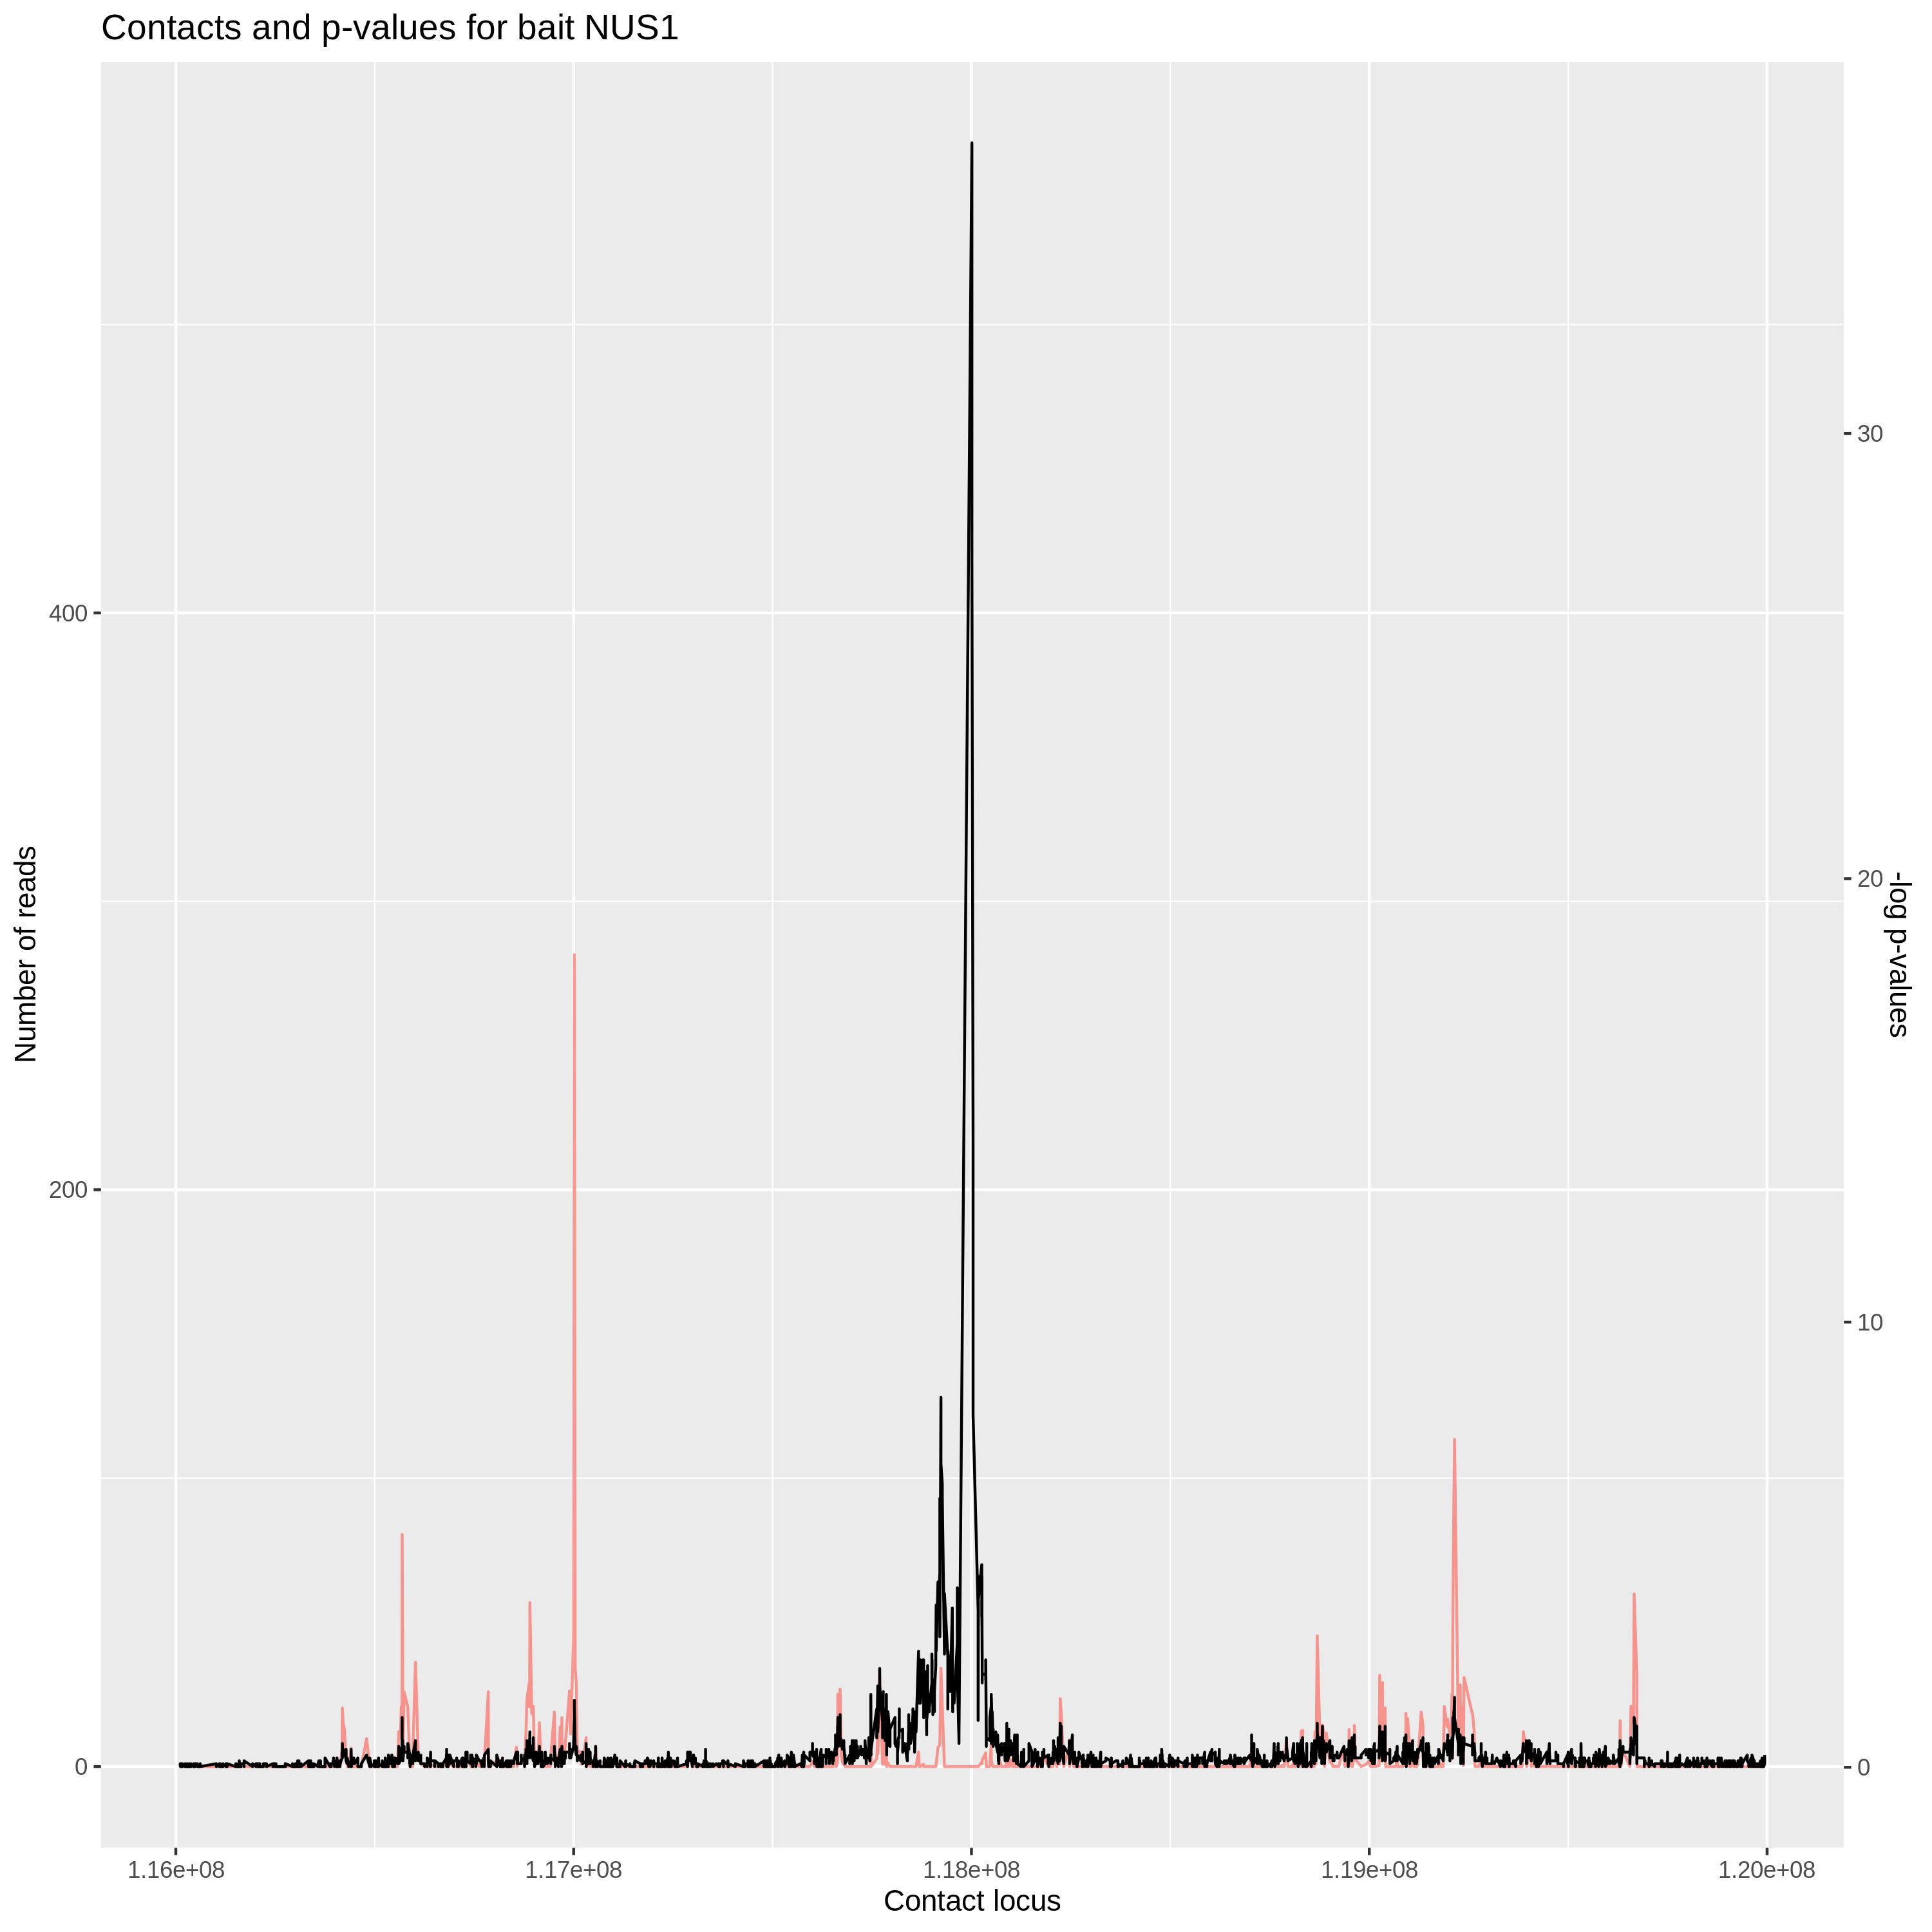 Contacts and p-values for bait NUS1
Number of reads
400
200
0
30
20
10
0
-log p-values
1.16e+08 1.17e+08 1.18e+08 1.19e+08 1.20e+08
Contact locus